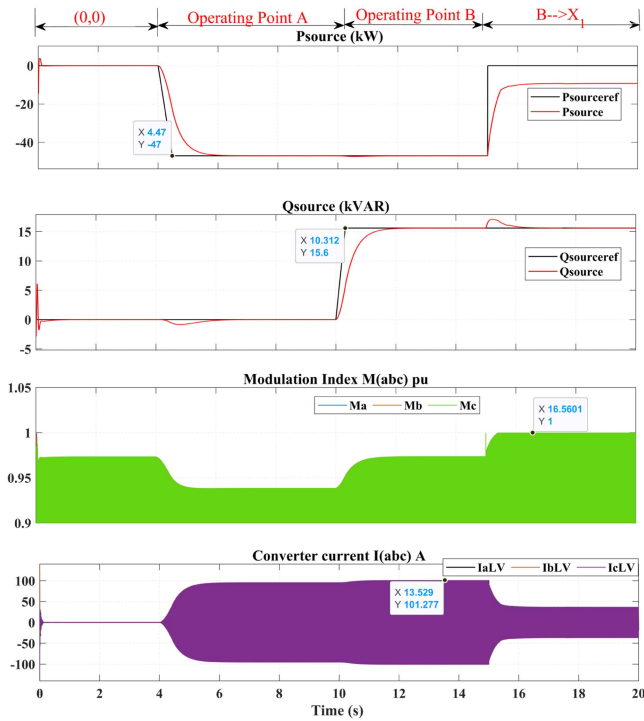 (0,0) Operating Point A Operating Point B B-->X1
Psource (kW)
0
-20
-40
X 4.47
Y -47
Psourceref
Psource
Qsource (kVAR)
15
10
5
0
-5
X 10.312
Y 15.6
Qsourceref
Qsource
Modulation Index M(abc) pu
1.05
1
0.95
0.9
Ma Mb Mc
X 16.5601
Y 1
Converter current I(abc) A
100
50
0
-50
-100
IaLV IbLV IcLV
X 13.529
Y 101.277
0 2 4 6 8 10 12 14 16 18 20
Time (s)